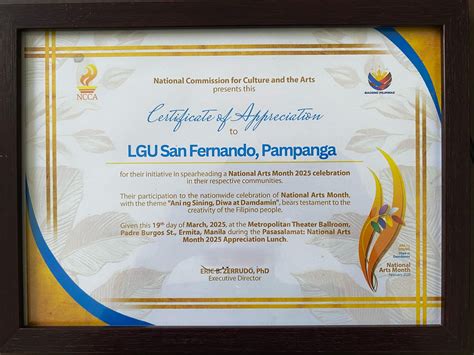 NCCA
BAGONG PILIPINAS
National Commission for Culture and the Arts
presents this
Certificate of Appreciation
to
LGU San Fernando, Pampanga
for their initiative in spearheading a National Arts Month 2025 celebration
in their respective communities.
Their participation to the nationwide celebration of National Arts Month,
with the theme "Ani ng Sining, Diwa at Damdamin", bears testament to the
creativity of the Filipino people.
Given this 19th day of March, 2025, at the Metropolitan Theater Ballroom,
Padre Burgos St., Ermita, Manila during the Pasasalamat: National Arts
Month 2025 Appreciation Lunch.
ERIC B. ZERRUDO, PhD
Executive Director
National
Arts Month